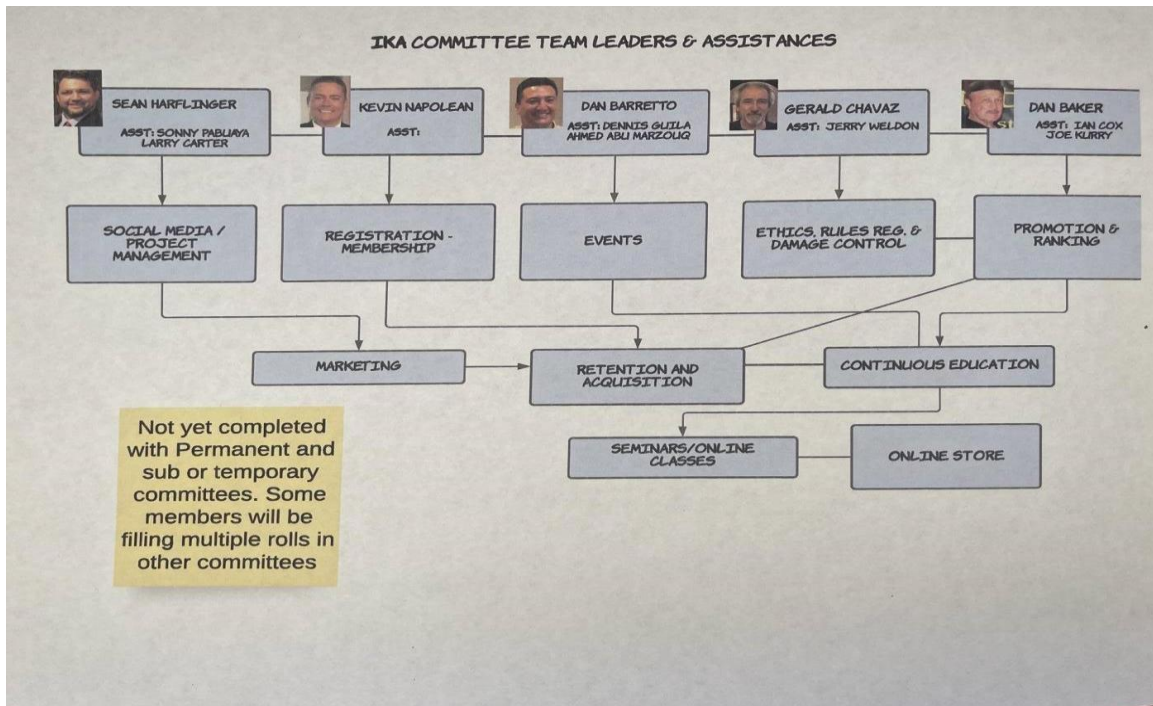 IKA COMMITTEE TEAM LEADERS & ASSISTANCES
SEAN HARFLINGER
ASST: SONNY PABUAYA
LARRY CARTER
KEVIN NAPOLEAN
ASST:
DAN BARRETTO
ASST: DENNIS GLILA
AHMED ABU MARZOUQ
GERALD CHAVAZ
ASST: JERRY WELDON
DAN BAKER
ASST: IAN COX
JOE KURRY
SOCIAL MEDIA /
PROJECT
MANAGEMENT
REGISTRATION -
MEMBERSHIP
EVENTS
ETHICS, RULES REG. &
DAMAGE CONTROL
PROMOTION &
RANKING
MARKETING
RETENTION AND
ACQUISITION
CONTINUOUS EDUCATION
SEMINARS/ONLINE
CLASSES
ONLINE STORE
Not yet completed
with Permanent and
sub or temporary
committees. Some
members will be
filling multiple rolls in
other committees